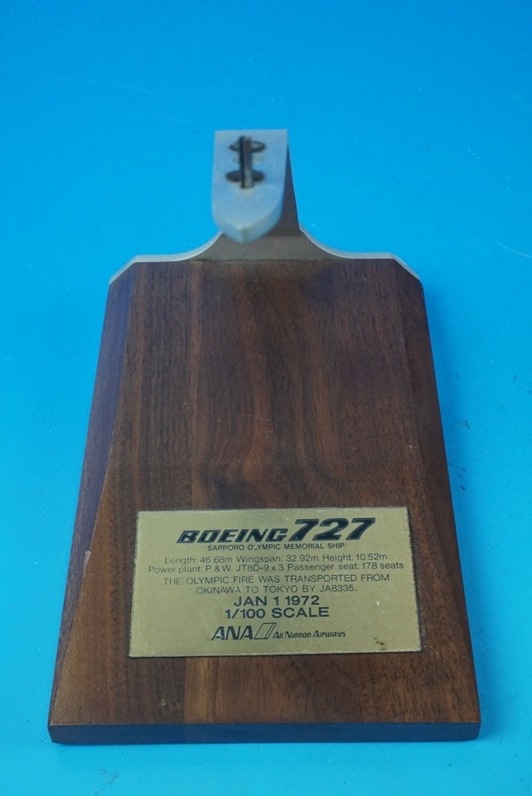 BOEING 727
SAPPORO OLYMPIC MEMORIAL SHIP
Length: 46.68m Wingspan: 32.92m Height: 10.52m
Power plant: P. & W. JT8D-9 x 3 Passenger seat: 178 seats
THE OLYMPIC FIRE WAS TRANSPORTED FROM
OKINAWA TO TOKYO BY JA8335.
JAN 1 1972
1/100 SCALE
ANA All Nippon Airways